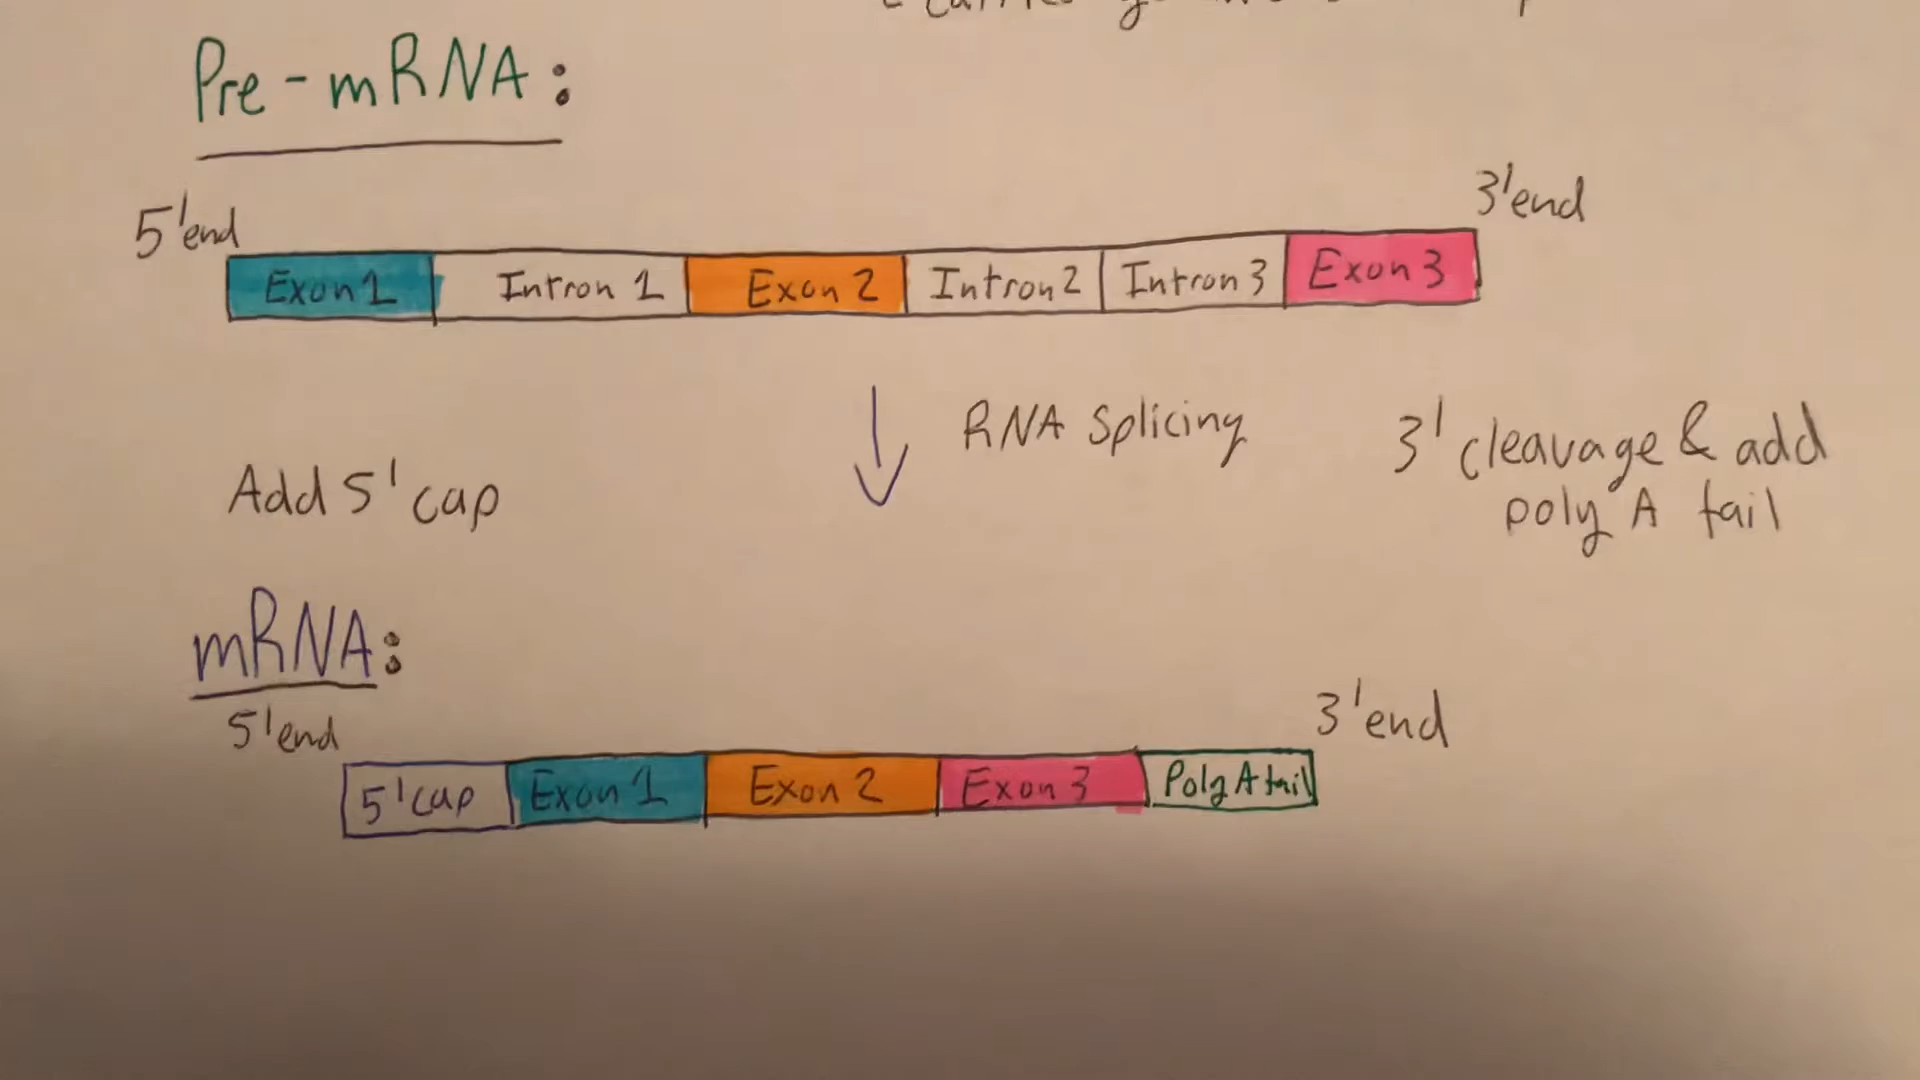 Pre-mRNA:
5'end
3'end
Exon 1 Intron 1 Exon 2 Intron 2 Intron 3 Exon 3
RNA Splicing
3' cleavage & add
poly A tail
Add 5' cap
mRNA:
5'end
3'end
5'cap Exon 1 Exon 2 Exon 3 Poly A tail